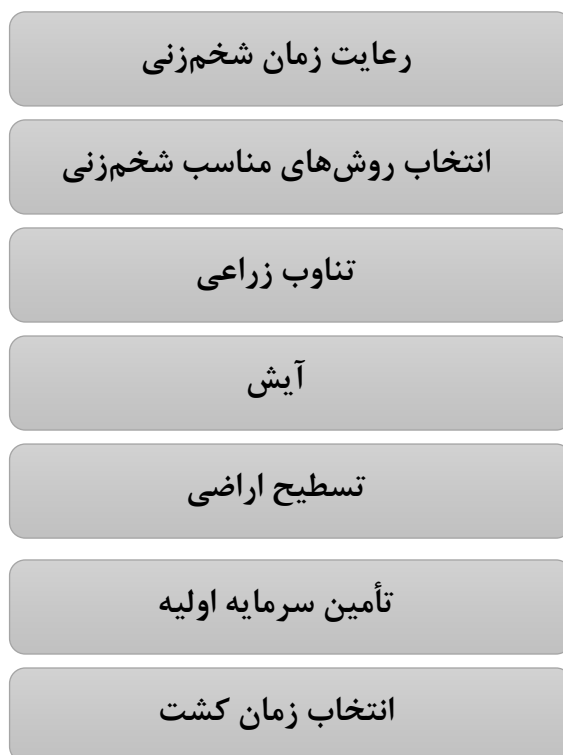 رعایت زمان شخم‌زنی
انتخاب روش‌های مناسب شخم‌زنی
تناوب زراعی
آیش
تسطیح اراضی
تأمین سرمایه اولیه
انتخاب زمان کشت